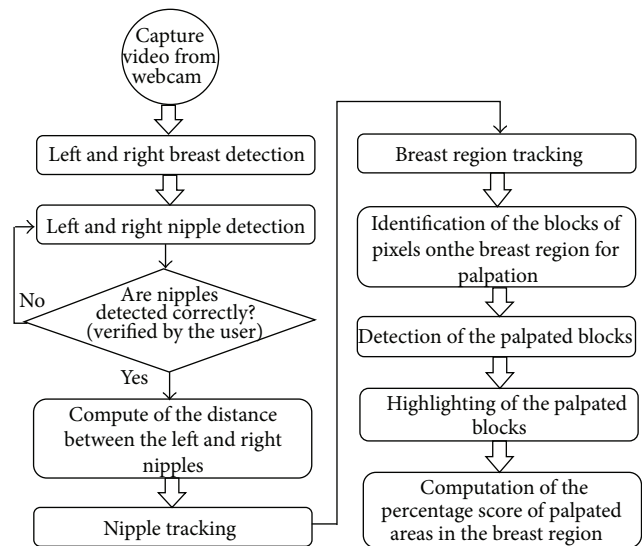 Capture
video from
webcam
Left and right breast detection
Left and right nipple detection
No
Are nipples
detected correctly?
(verified by the user)
Yes
Compute of the distance
between the left and right
nipples
Nipple tracking
Breast region tracking
Identification of the blocks of
pixels onthe breast region for
palpation
Detection of the palpated blocks
Highlighting of the palpated
blocks
Computation of the
percentage score of palpated
areas in the breast region